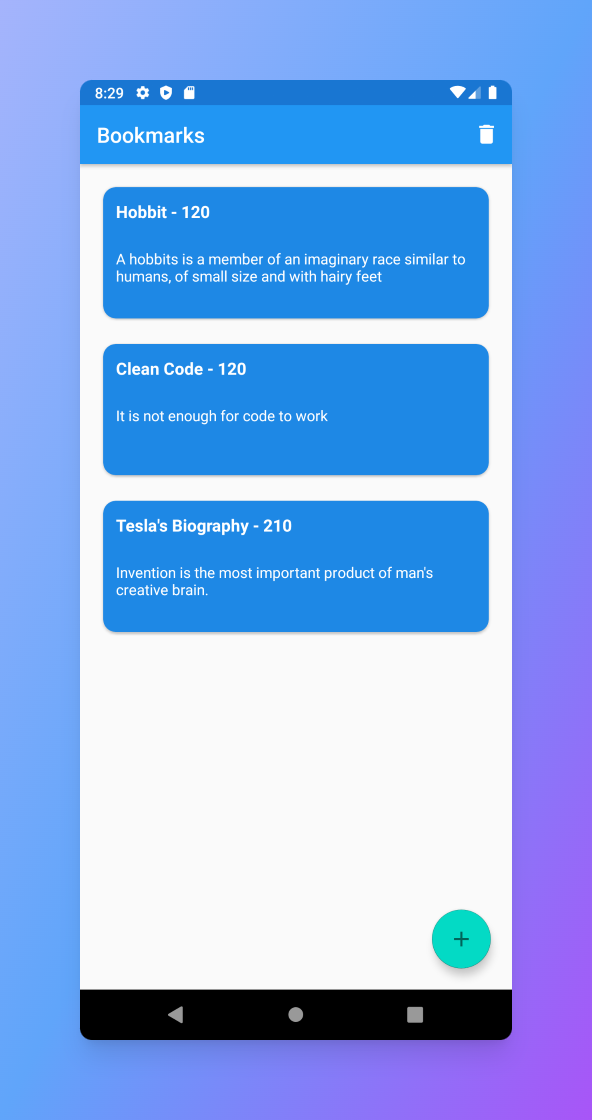 8:29
Bookmarks
Hobbit - 120
A hobbits is a member of an imaginary race similar to
humans, of small size and with hairy feet
Clean Code - 120
It is not enough for code to work
Tesla's Biography - 210
Invention is the most important product of man's
creative brain.